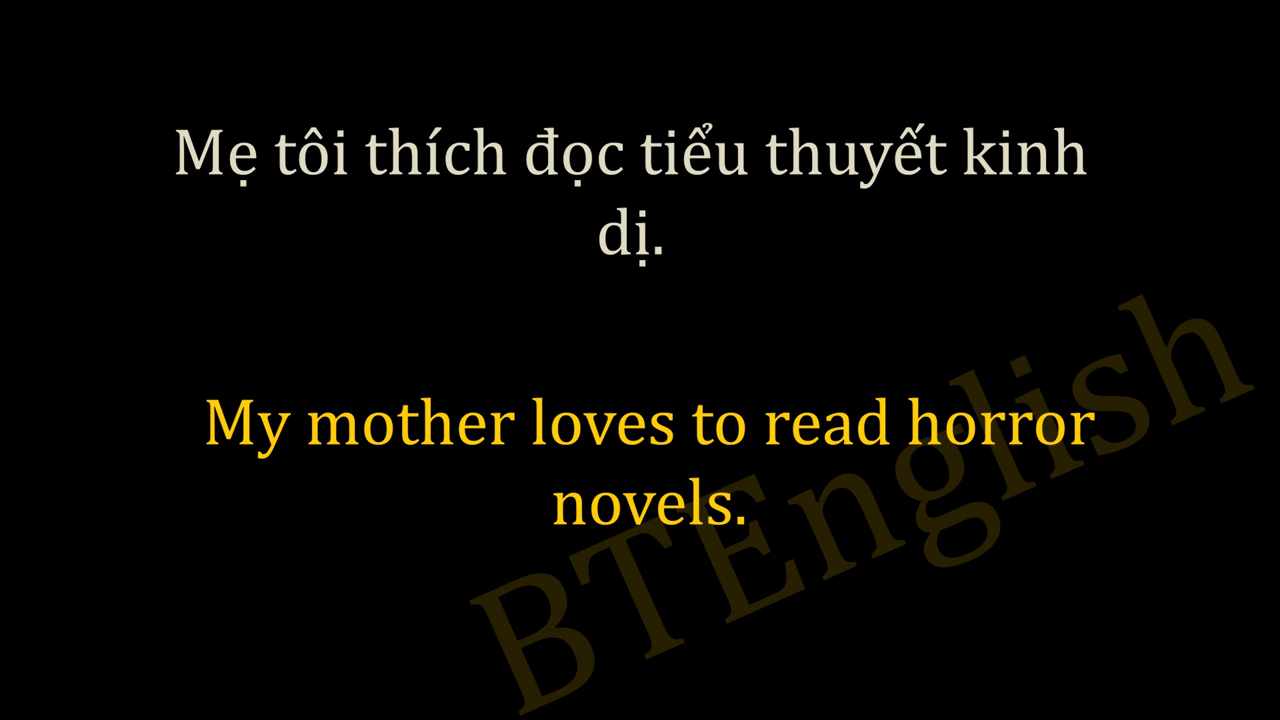 Mẹ tôi thích đọc tiểu thuyết kinh
dị.
My mother loves to read horror
novels.
BTEnglish